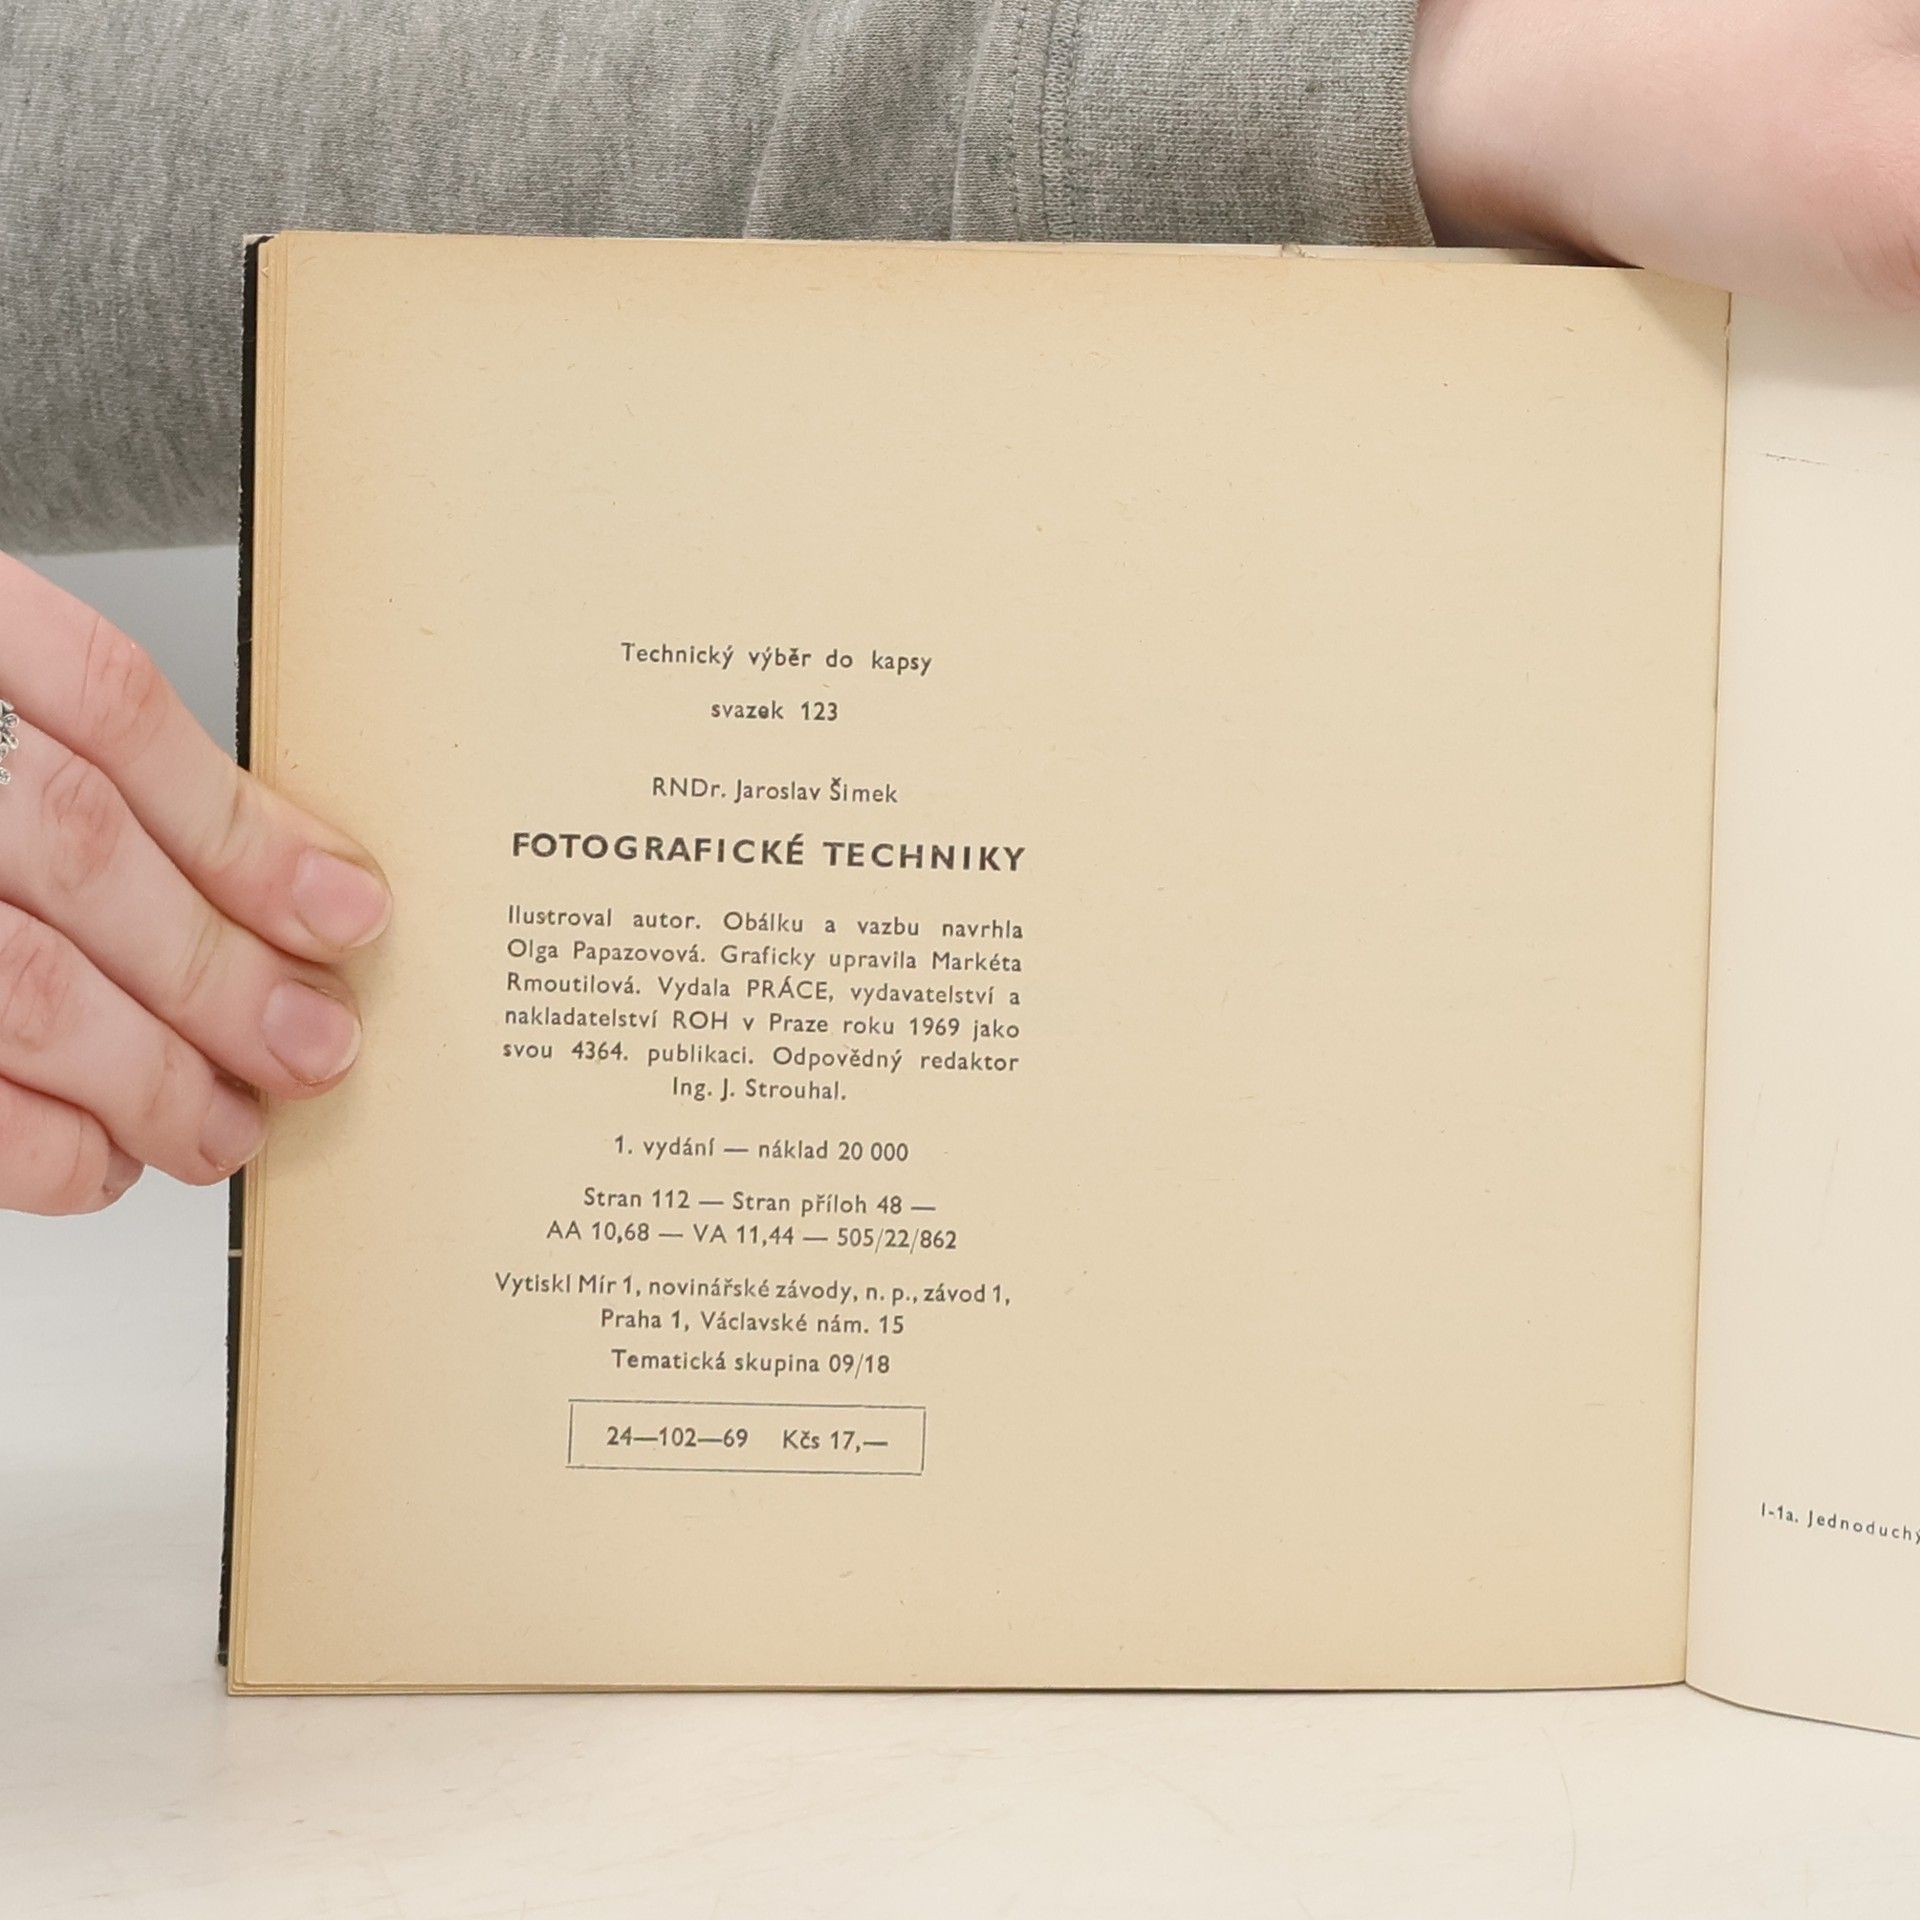 Technický výběr do kapsy
svazek 123
RNDr. Jaroslav Šimek
FOTOGRAFICKÉ TECHNIKY
Ilustroval autor. Obálku a vazbu navrhla
Olga Papazovová. Graficky upravila Markéta
Rmoutilová. Vydala PRÁCE, vydavatelství a
nakladatelství ROH v Praze roku 1969 jako
svou 4364. publikaci. Odpovědný redaktor
Ing. J. Strouhal.
1. vydání — náklad 20 000
Stran 112 — Stran příloh 48 —
AA 10,68 — VA 11,44 — 505/22/862
Vytiskl Mír 1, novinářské závody, n. p., závod 1,
Praha 1, Václavské nám. 15
Tematická skupina 09/18
24—102—69 Kčs 17,—
I-1a. Jednoduchý